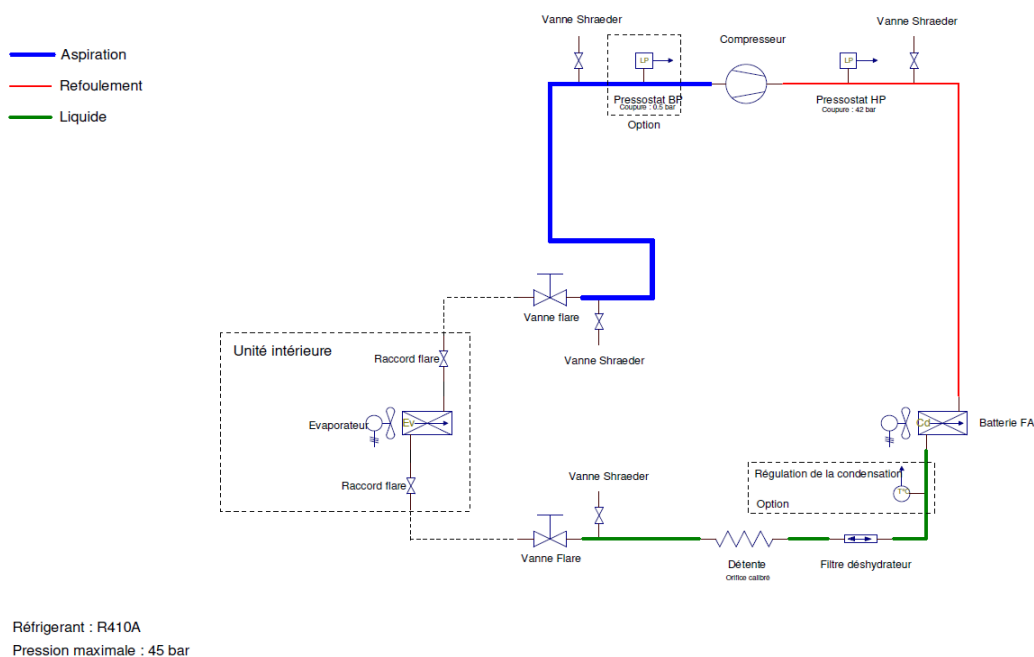 Vanne Shraeder
Vanne Shraeder
Compresseur
Aspiration
LP
LP
Refoulement
Pressostat BP
Coupure : 0.5 bar
Pressostat HP
Coupure : 42 bar
Liquide
Option
Vanne flare
Unité intérieure
Raccord flare
Vanne Shraeder
Evaporateur
Ev
Cd
Batterie FA
Raccord flare
Vanne Shraeder
Régulation de la condensation
T°C
Option
Vanne Flare
Détente
Orifice calibré
Filtre déshydrateur
Réfrigerant : R410A
Pression maximale : 45 bar